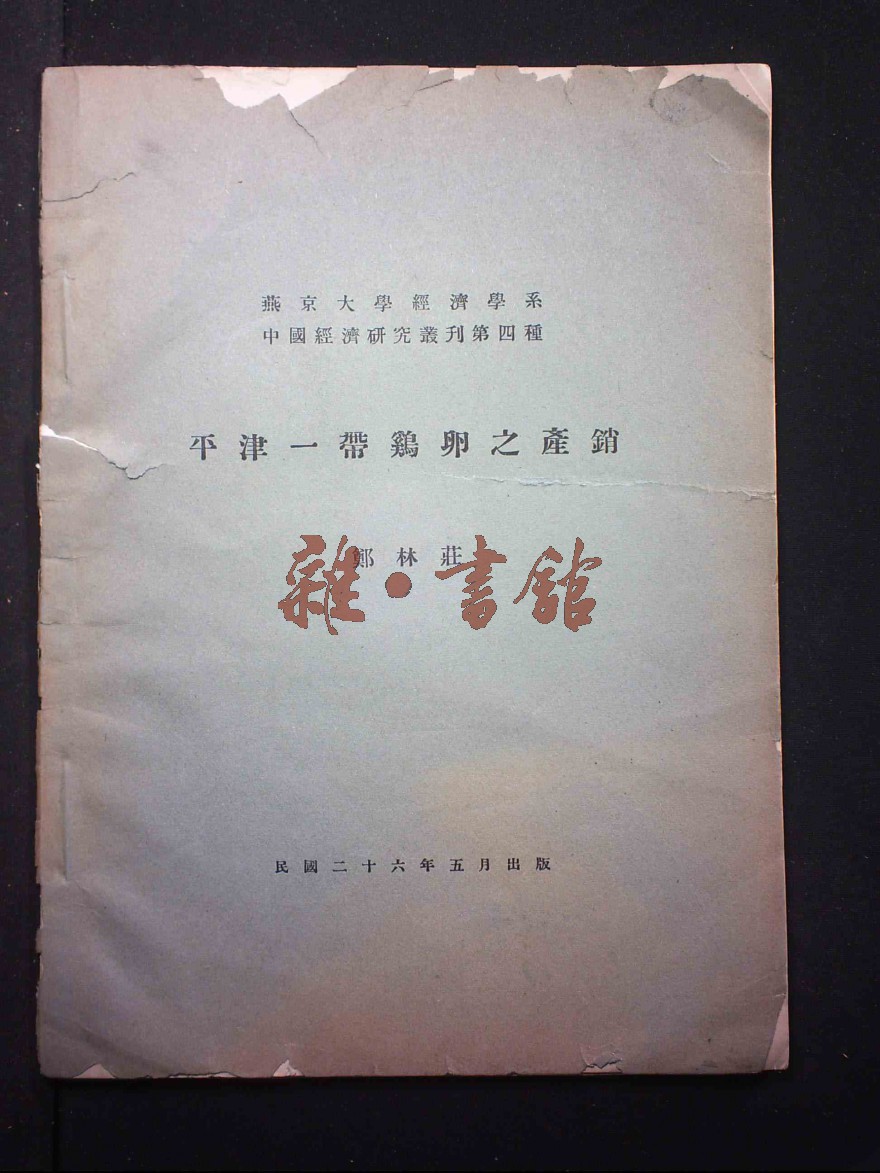 燕京大學經濟學系
中國經濟研究叢刊第四種
平津一帶鷄卵之產銷
鄭林莊
雜·書館
民國二十六年五月出版